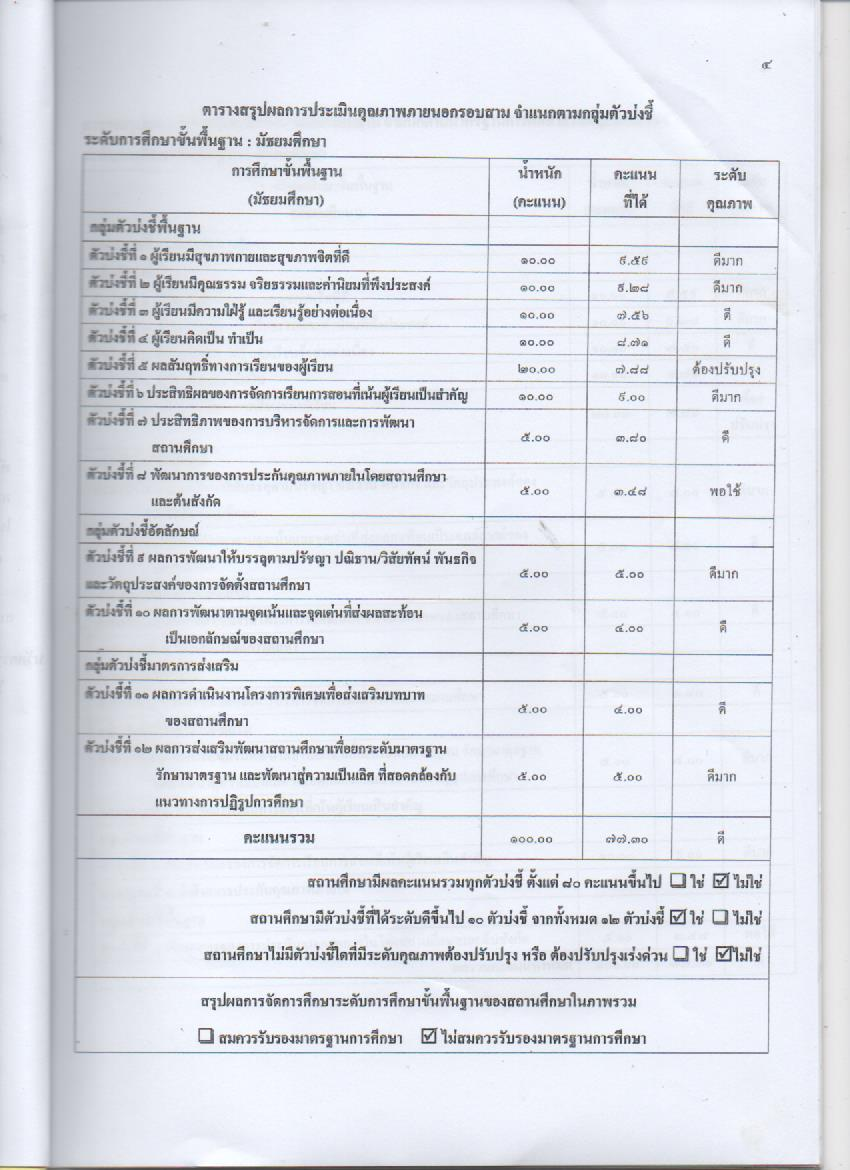 ๔
ตารางสรุปผลการประเมินคุณภาพภายนอกรอบสาม จำแนกตามกลุ่มตัวบ่งชี้
ระดับการศึกษาขั้นพื้นฐาน : มัธยมศึกษา
การศึกษาขั้นพื้นฐาน น้ำหนัก คะแนน ระดับ
(มัธยมศึกษา) (คะแนน) ที่ได้ คุณภาพ
กลุ่มตัวบ่งชี้พื้นฐาน
ตัวบ่งชี้ที่ ๑ ผู้เรียนมีสุขภาพกายและสุขภาพจิตที่ดี ๑๐.๐๐ ๙.๕๙ ดีมาก
ตัวบ่งชี้ที่ ๒ ผู้เรียนมีคุณธรรม จริยธรรมและค่านิยมที่พึงประสงค์ ๑๐.๐๐ ๙.๒๘ ดีมาก
ตัวบ่งชี้ที่ ๓ ผู้เรียนมีความใฝ่รู้ และเรียนรู้อย่างต่อเนื่อง ๑๐.๐๐ ๗.๕๖ ดี
ตัวบ่งชี้ที่ ๔ ผู้เรียนคิดเป็น ทำเป็น ๑๐.๐๐ ๘.๗๑ ดี
ตัวบ่งชี้ที่ ๕ ผลสัมฤทธิ์ทางการเรียนของผู้เรียน ๒๐.๐๐ ๗.๘๘ ต้องปรับปรุง
ตัวบ่งชี้ที่ ๖ ประสิทธิผลของการจัดการเรียนการสอนที่เน้นผู้เรียนเป็นสำคัญ ๑๐.๐๐ ๙.๐๐ ดีมาก
ตัวบ่งชี้ที่ ๗ ประสิทธิภาพของการบริหารจัดการและการพัฒนา
สถานศึกษา ๕.๐๐ ๓.๘๐ ดี
ตัวบ่งชี้ที่ ๘ พัฒนาการของการประกันคุณภาพภายในโดยสถานศึกษา
และต้นสังกัด ๕.๐๐ ๓.๔๘ พอใช้
กลุ่มตัวบ่งชี้อัตลักษณ์
ตัวบ่งชี้ที่ ๙ ผลการพัฒนาให้บรรลุตามปรัชญา ปณิธาน/วิสัยทัศน์ พันธกิจ
และวัตถุประสงค์ของการจัดตั้งสถานศึกษา ๕.๐๐ ๕.๐๐ ดีมาก
ตัวบ่งชี้ที่ ๑๐ ผลการพัฒนาตามจุดเน้นและจุดเด่นที่ส่งผลสะท้อน
เป็นเอกลักษณ์ของสถานศึกษา ๕.๐๐ ๔.๐๐ ดี
กลุ่มตัวบ่งชี้มาตรการส่งเสริม
ตัวบ่งชี้ที่ ๑๑ ผลการดำเนินงานโครงการพิเศษเพื่อส่งเสริมบทบาท
ของสถานศึกษา ๕.๐๐ ๔.๐๐ ดี
ตัวบ่งชี้ที่ ๑๒ ผลการส่งเสริมพัฒนาสถานศึกษาเพื่อยกระดับมาตรฐาน
รักษามาตรฐาน และพัฒนาสู่ความเป็นเลิศ ที่สอดคล้องกับ ๕.๐๐ ๕.๐๐ ดีมาก
แนวทางการปฏิรูปการศึกษา
คะแนนรวม ๑๐๐.๐๐ ๗๗.๓๐ ดี
สถานศึกษามีผลคะแนนรวมทุกตัวบ่งชี้ ตั้งแต่ ๘๐ คะแนนขึ้นไป ☐ ใช่ ☑ ไม่ใช่
สถานศึกษามีตัวบ่งชี้ที่ได้ระดับดีขึ้นไป ๑๐ ตัวบ่งชี้ จากทั้งหมด ๑๒ ตัวบ่งชี้ ☑ ใช่ ☐ ไม่ใช่
สถานศึกษาไม่มีตัวบ่งชี้ใดที่มีระดับคุณภาพต้องปรับปรุง หรือ ต้องปรับปรุงเร่งด่วน ☐ ใช่ ☑ ไม่ใช่
สรุปผลการจัดการศึกษาระดับการศึกษาขั้นพื้นฐานของสถานศึกษาในภาพรวม
☐ สมควรรับรองมาตรฐานการศึกษา ☑ ไม่สมควรรับรองมาตรฐานการศึกษา